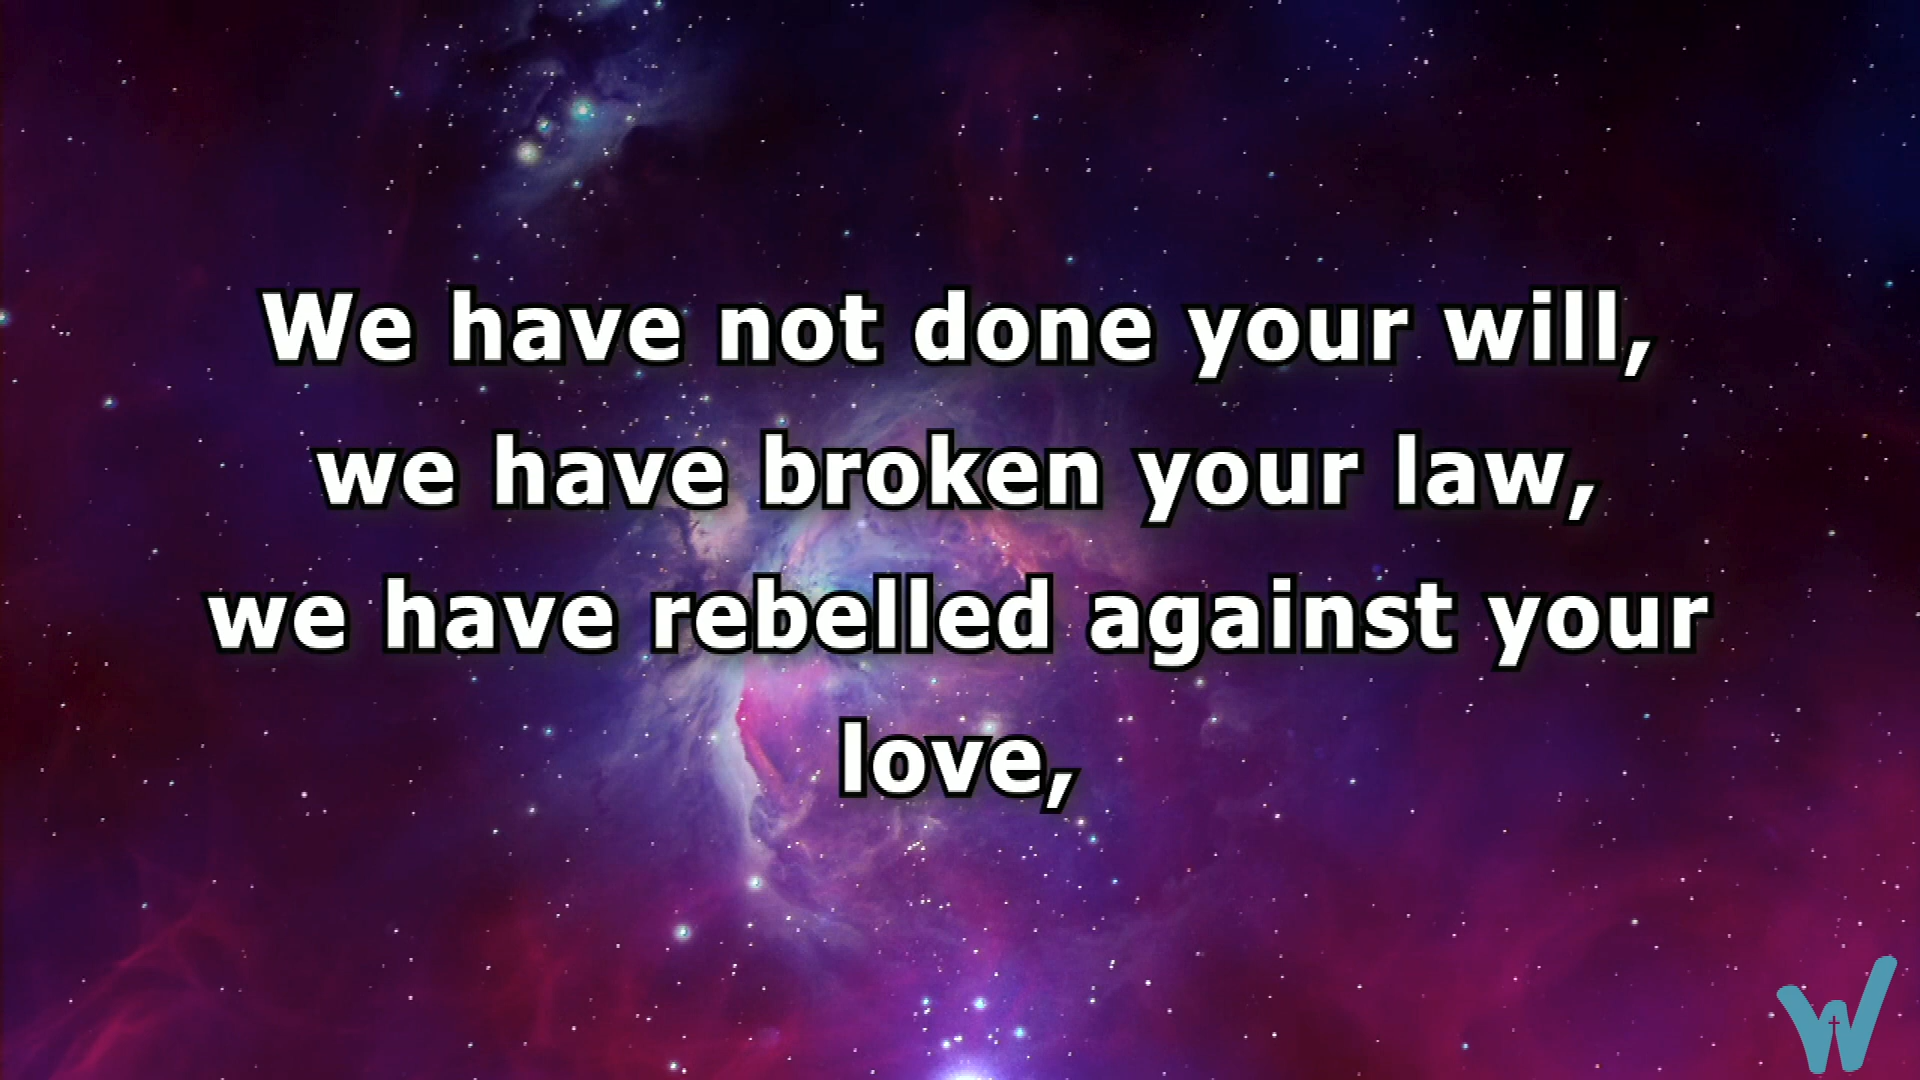 We have not done your will,
we have broken your law,
we have rebelled against your
love,
W